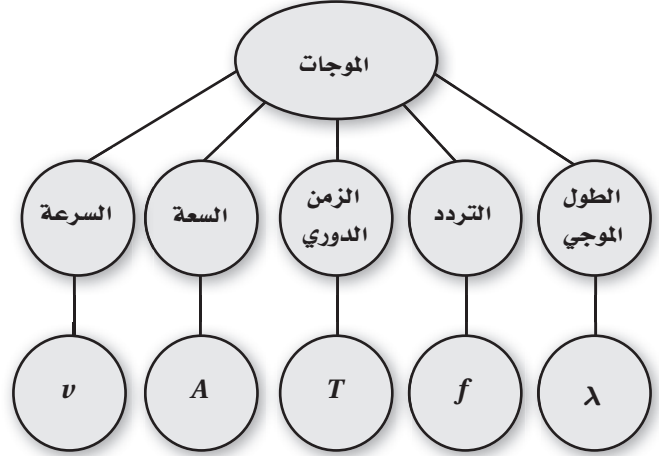 الموجات
الطول
الموجي
التردد
الزمن
الدوري
السعة
السرعة
λ
f
T
A
v